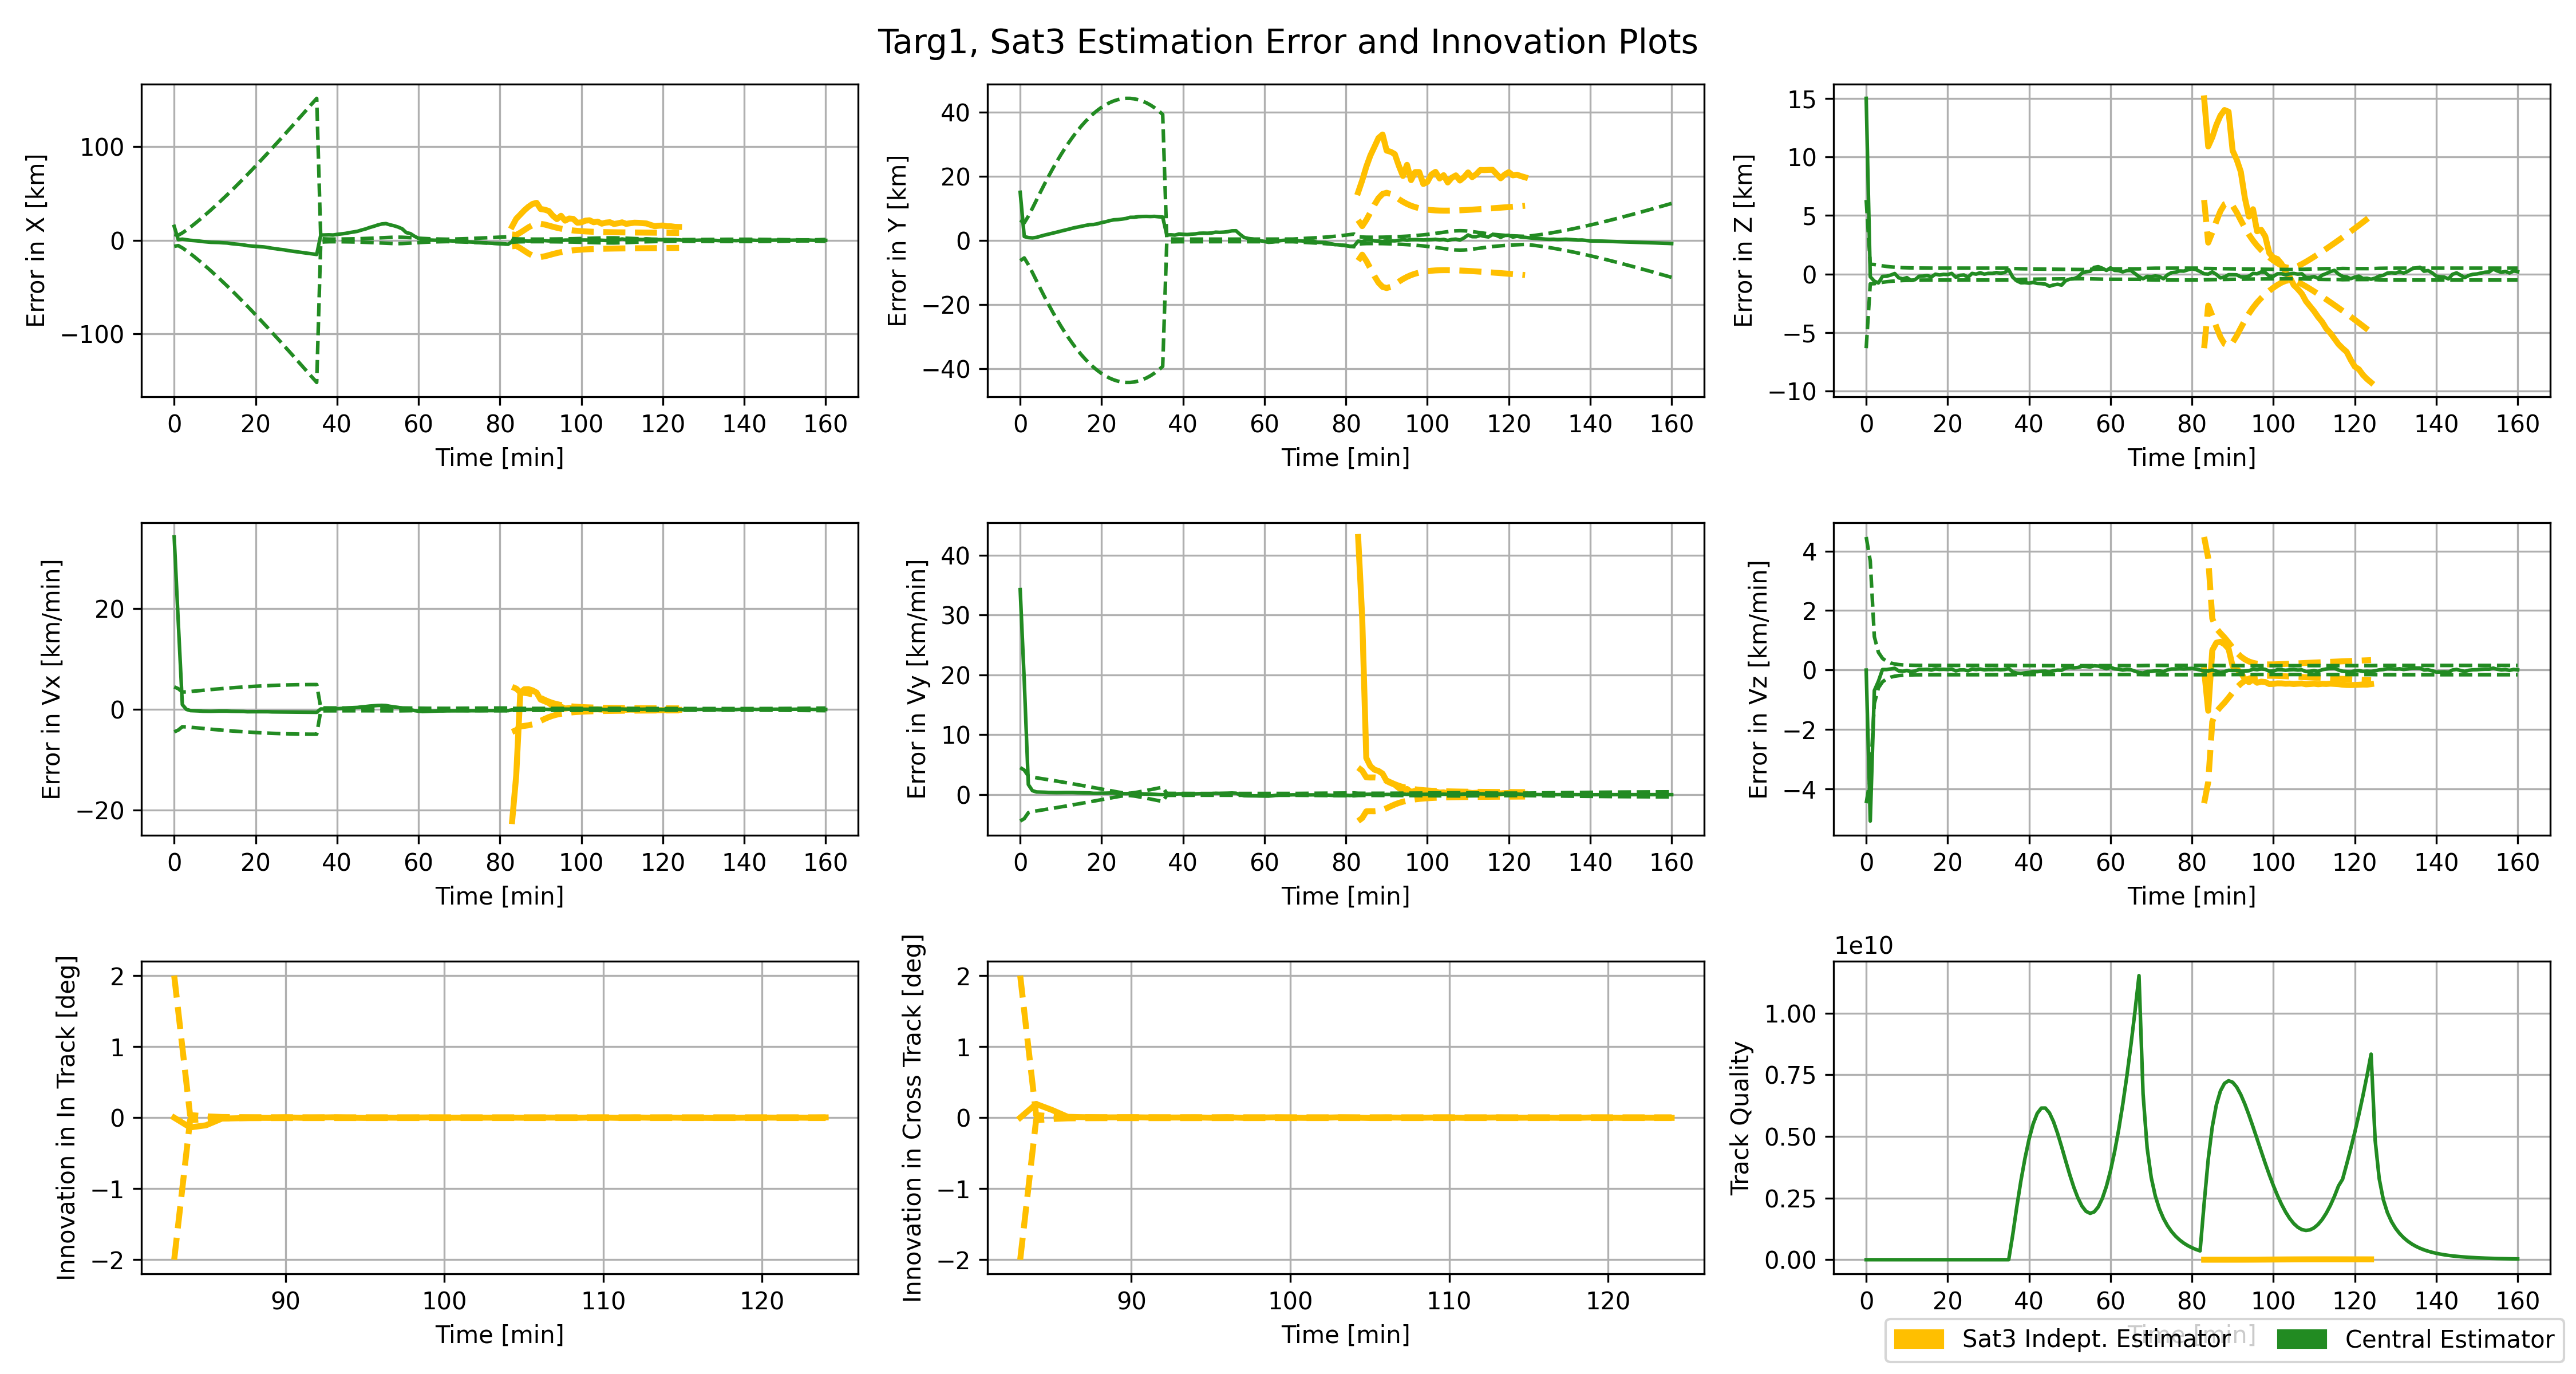 Targ1, Sat3 Estimation Error and Innovation Plots
Error in X [km]
100
0
−100
0 20 40 60 80 100 120 140 160
Time [min]
Error in Y [km]
40
20
0
−20
−40
0 20 40 60 80 100 120 140 160
Time [min]
Error in Z [km]
15
10
5
0
−5
−10
0 20 40 60 80 100 120 140 160
Time [min]
Error in Vx [km/min]
20
0
−20
0 20 40 60 80 100 120 140 160
Time [min]
Error in Vy [km/min]
40
30
20
10
0
0 20 40 60 80 100 120 140 160
Time [min]
Error in Vz [km/min]
4
2
0
−2
−4
0 20 40 60 80 100 120 140 160
Time [min]
Innovation in In Track [deg]
2
1
0
−1
−2
90 100 110 120
Time [min]
Innovation in Cross Track [deg]
2
1
0
−1
−2
90 100 110 120
Time [min]
1e10
Track Quality
1.00
0.75
0.50
0.25
0.00
0 20 40 60 80 100 120 140 160
Time [min]
Sat3 Indept. Estimator
Central Estimator